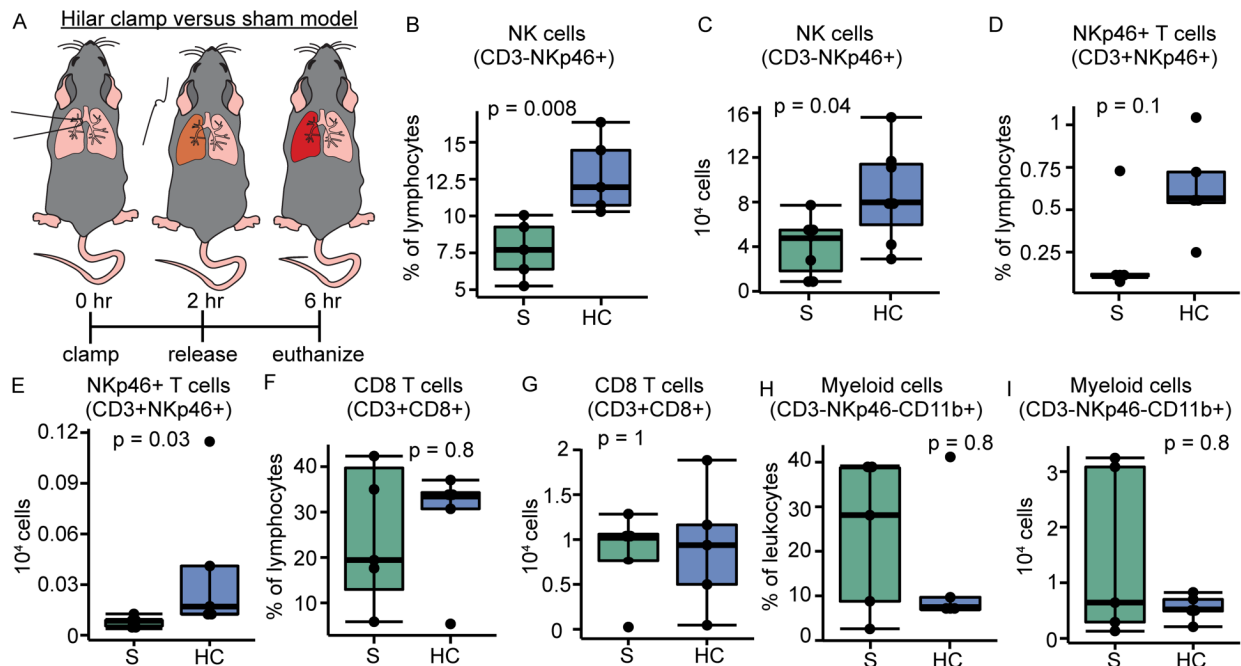 A
Hilar clamp versus sham model
0 hr
2 hr
6 hr
clamp
release
euthanize
B
NK cells
(CD3-NKp46+)
p = 0.008
% of lymphocytes
15
12.5
10
7.5
5
S
HC
C
NK cells
(CD3-NKp46+)
p = 0.04
10⁴ cells
16
12
8
4
0
S
HC
D
NKp46+ T cells
(CD3+NKp46+)
p = 0.1
% of lymphocytes
1
0.75
0.5
0.25
S
HC
E
NKp46+ T cells
(CD3+NKp46+)
p = 0.03
10⁴ cells
0.12
0.09
0.06
0.03
0
S
HC
F
CD8 T cells
(CD3+CD8+)
p = 0.8
% of lymphocytes
40
30
20
10
S
HC
G
CD8 T cells
(CD3+CD8+)
p = 1
10⁴ cells
2
1.5
1
0.5
0
S
HC
H
Myeloid cells
(CD3-NKp46-CD11b+)
p = 0.8
% of leukocytes
40
30
20
10
0
S
HC
I
Myeloid cells
(CD3-NKp46-CD11b+)
p = 0.8
10⁴ cells
3
2
1
0
S
HC